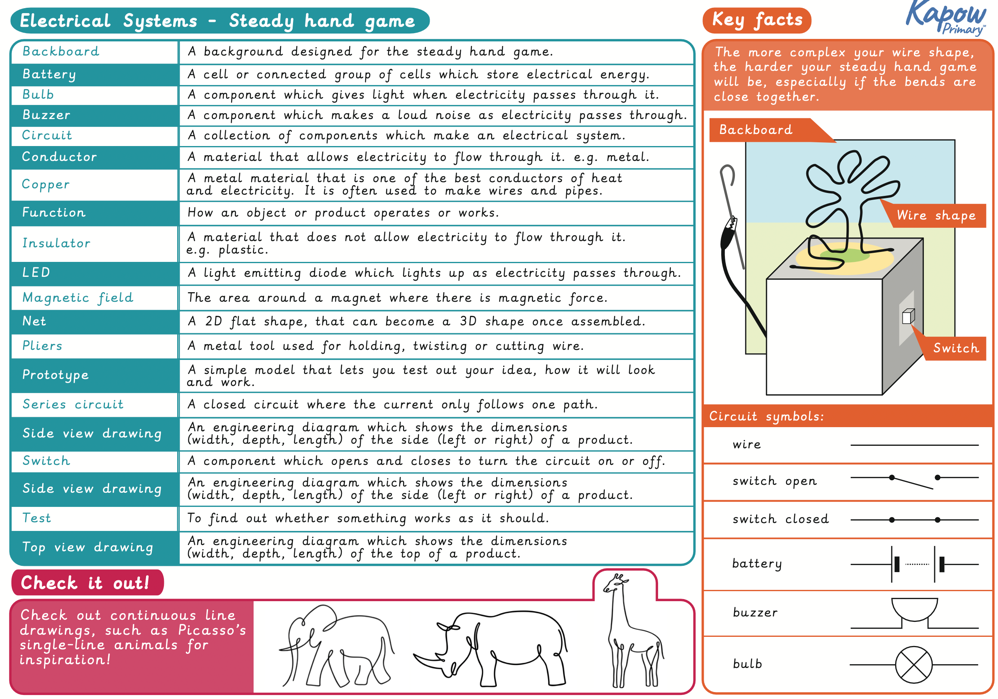 Electrical Systems - Steady hand game
Backboard
A background designed for the steady hand game.
Battery
A cell or connected group of cells which store electrical energy.
Bulb
A component which gives light when electricity passes through it.
Buzzer
A component which makes a loud noise as electricity passes through.
Circuit
A collection of components which make an electrical system.
Conductor
A material that allows electricity to flow through it. e.g. metal.
Copper
A metal material that is one of the best conductors of heat
and electricity. It is often used to make wires and pipes.
Function
How an object or product operates or works.
Insulator
A material that does not allow electricity to flow through it.
e.g. plastic.
LED
A light emitting diode which lights up as electricity passes through.
Magnetic field
The area around a magnet where there is magnetic force.
Net
A 2D flat shape, that can become a 3D shape once assembled.
Pliers
A metal tool used for holding, twisting or cutting wire.
Prototype
A simple model that lets you test out your idea, how it will look
and work.
Series circuit
A closed circuit where the current only follows one path.
Side view drawing
An engineering diagram which shows the dimensions
(width, depth, length) of the side (left or right) of a product.
Switch
A component which opens and closes to turn the circuit on or off.
Side view drawing
An engineering diagram which shows the dimensions
(width, depth, length) of the side (left or right) of a product.
Test
To find out whether something works as it should.
Top view drawing
An engineering diagram which shows the dimensions
(width, depth, length) of the top of a product.
Check it out!
Check out continuous line
drawings, such as Picasso's
single-line animals for
inspiration!
Key facts
Kapow
Primary™
The more complex your wire shape,
the harder your steady hand game
will be, especially if the bends are
close together.
Backboard
Wire shape
Switch
Circuit symbols:
wire
switch open
switch closed
battery
buzzer
bulb